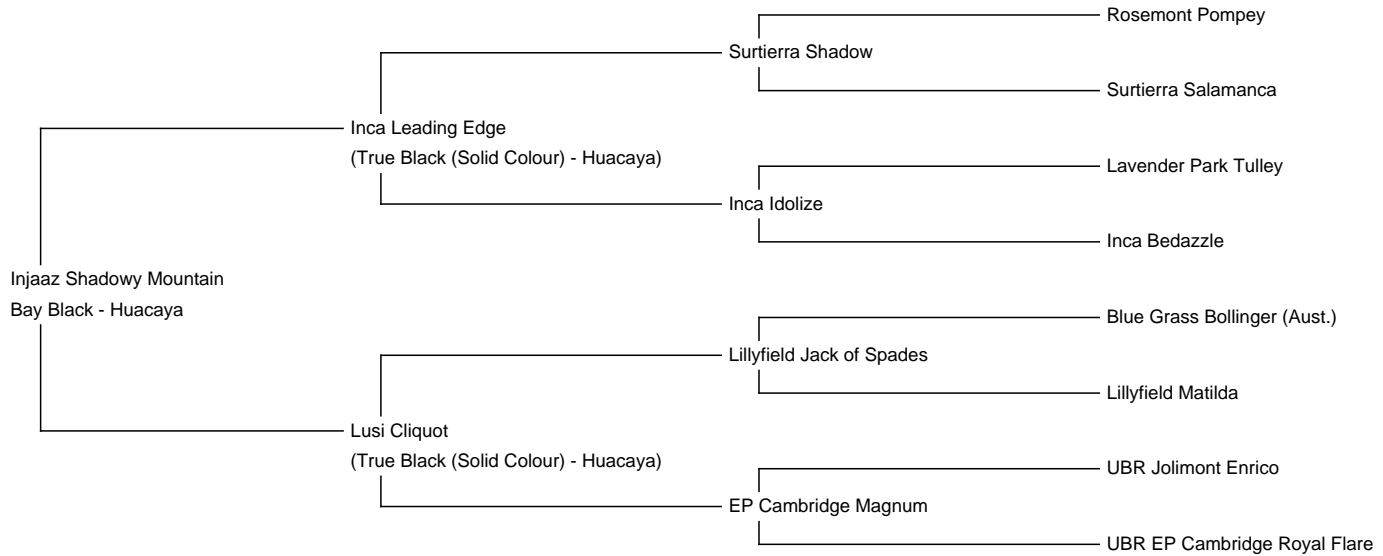 Rosemont Pompey
Surtierra Shadow
Surtierra Salamanca
Inca Leading Edge
(True Black (Solid Colour) - Huacaya)
Lavender Park Tulley
Inca Idolize
Inca Bedazzle
Injaaz Shadowy Mountain
Bay Black - Huacaya
Blue Grass Bollinger (Aust.)
Lillyfield Jack of Spades
Lillyfield Matilda
Lusi Cliquot
(True Black (Solid Colour) - Huacaya)
UBR Jolimont Enrico
EP Cambridge Magnum
UBR EP Cambridge Royal Flare